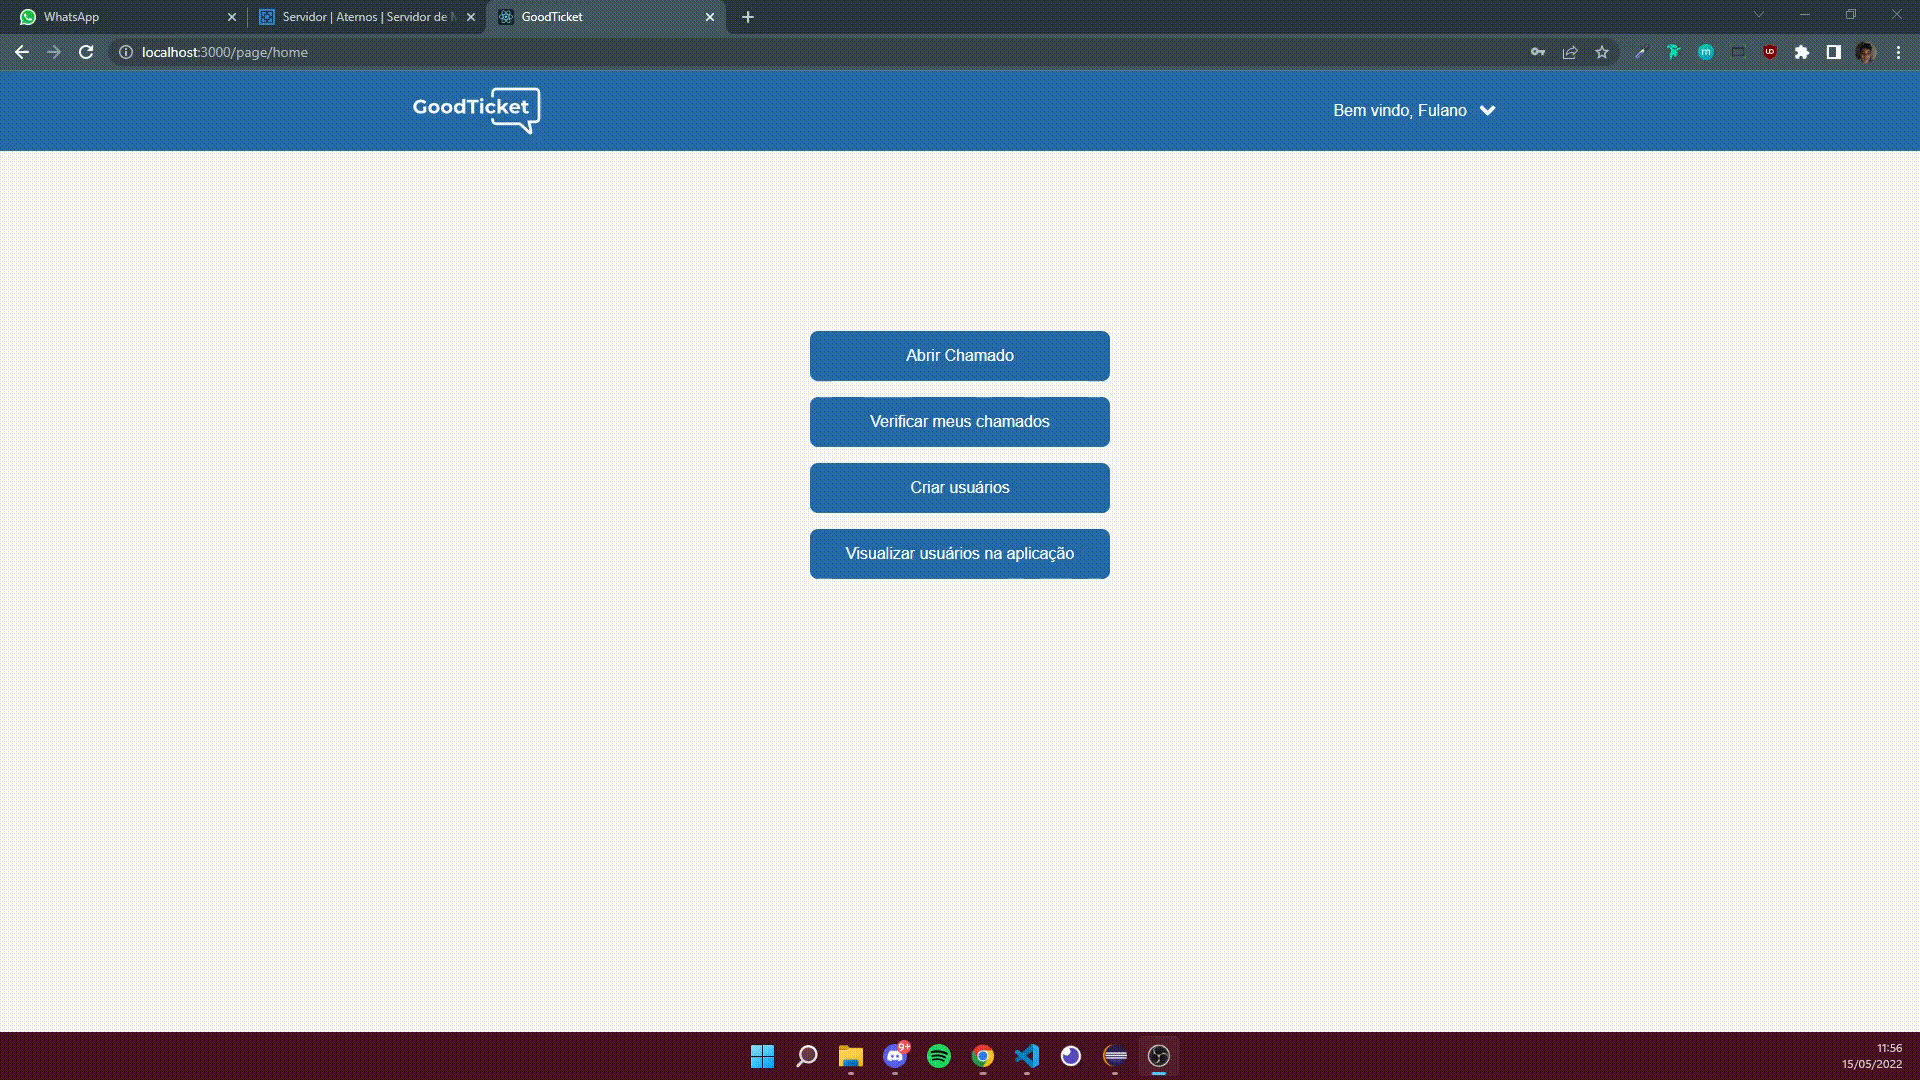 WhatsApp
Servidor | Aternos | Servidor de
GoodTicket
localhost:3000/page/home
GoodTicket
Bem vindo, Fulano
Abrir Chamado
Verificar meus chamados
Criar usuários
Visualizar usuários na aplicação
9+
11:56
15/05/2022